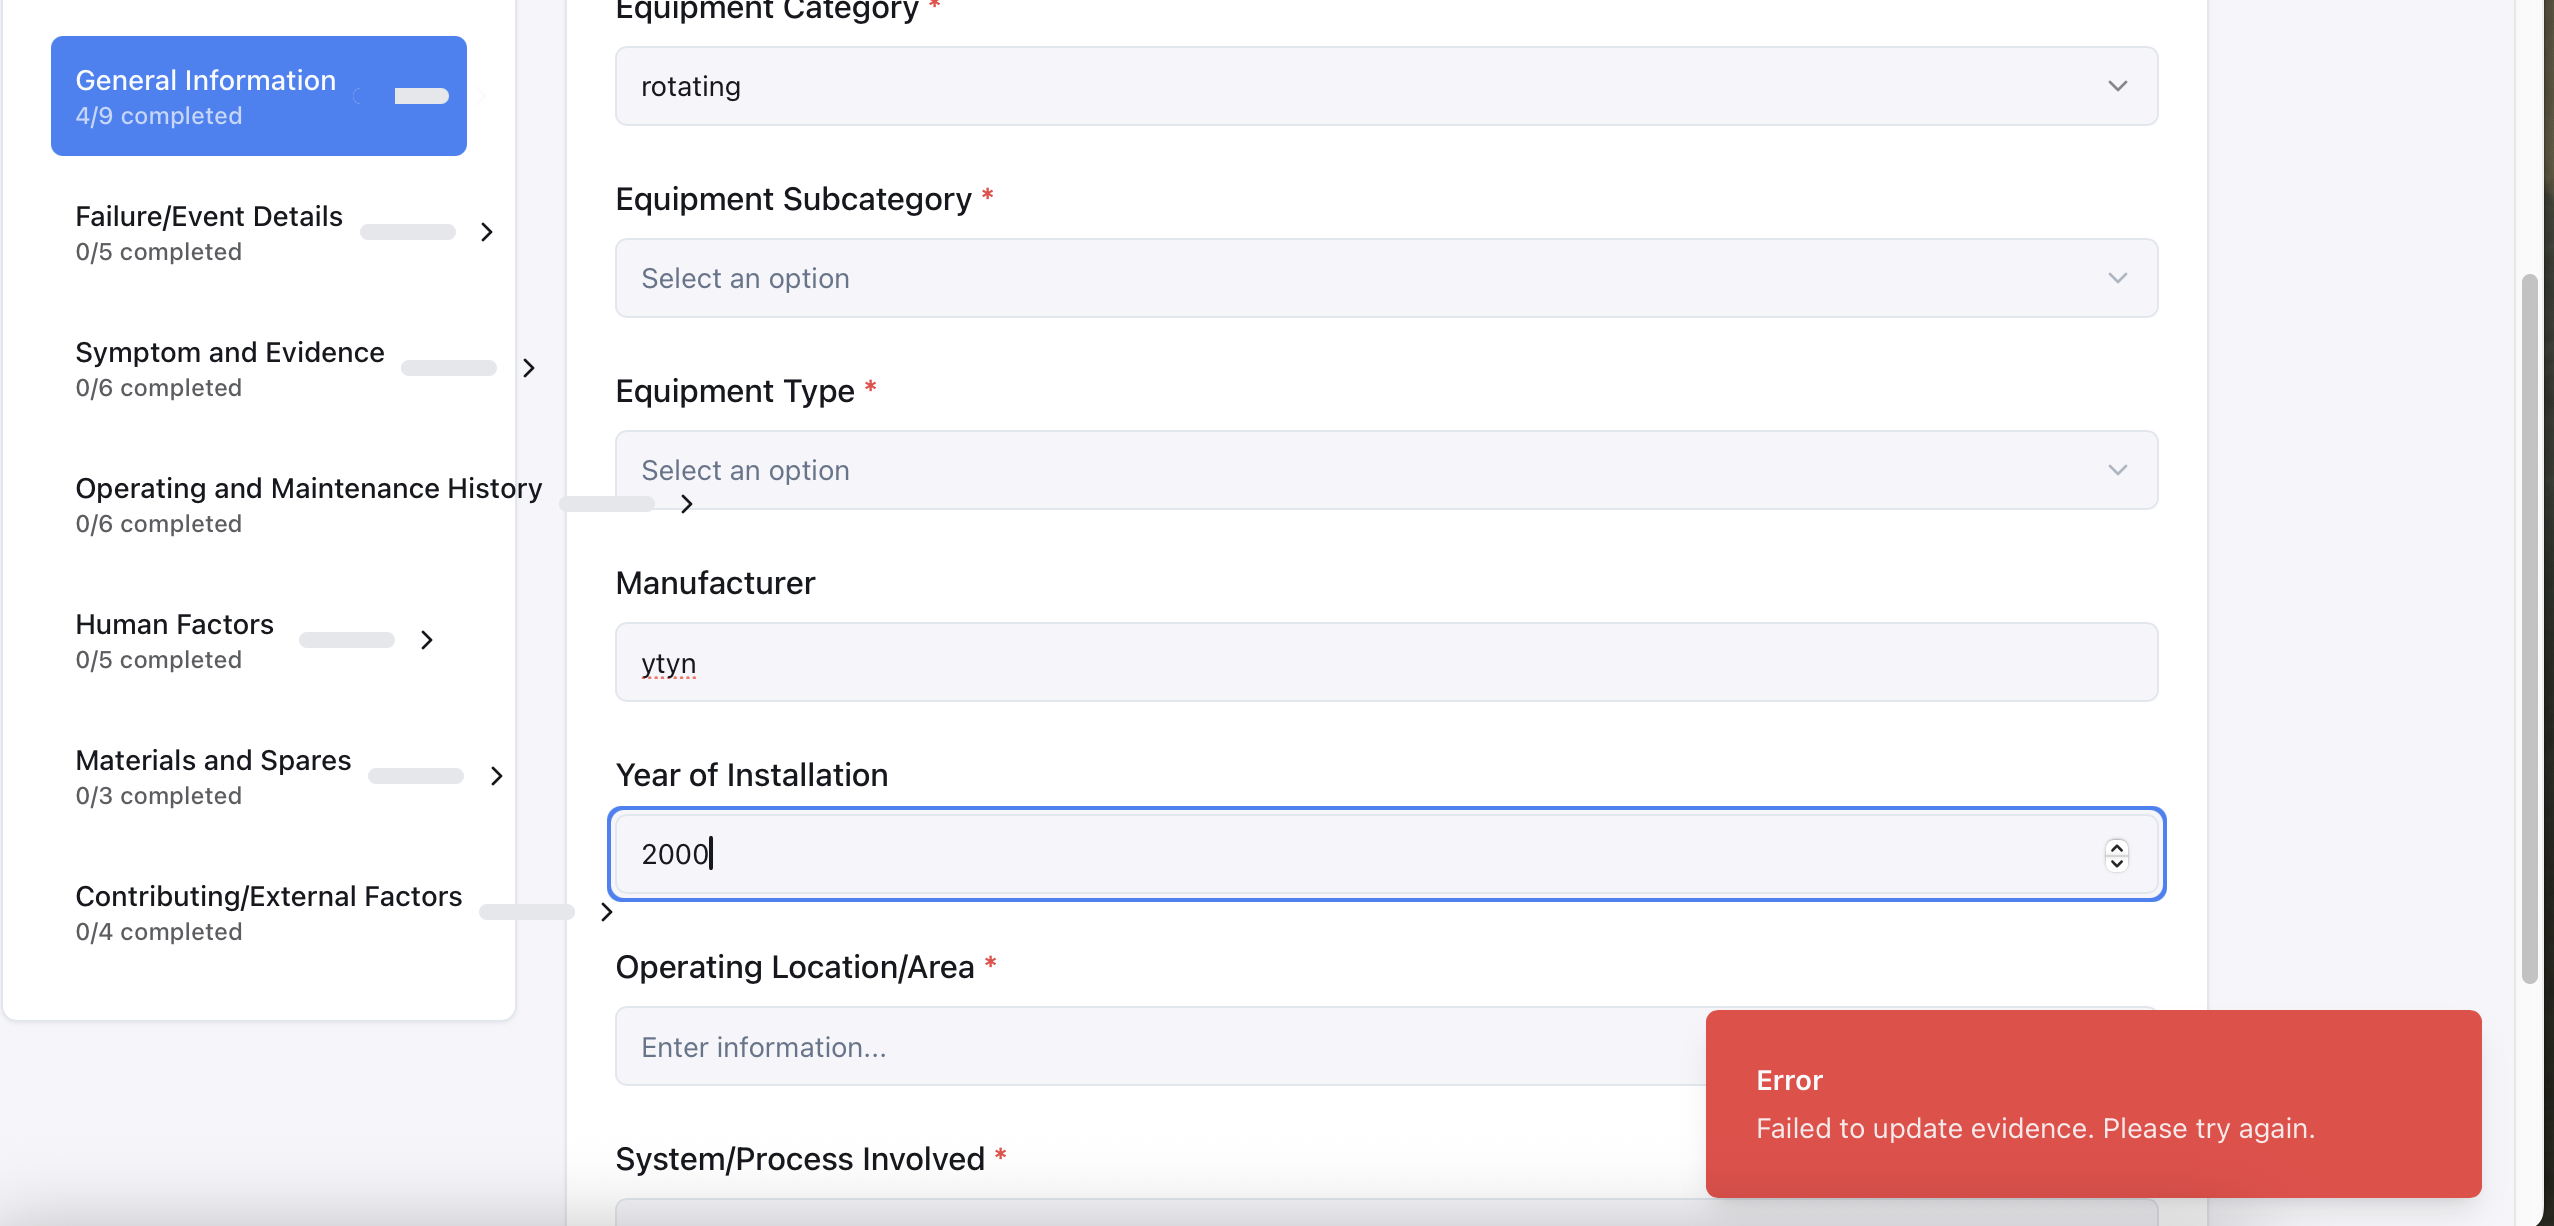 General Information
4/9 completed
Failure/Event Details
0/5 completed
Symptom and Evidence
0/6 completed
Operating and Maintenance History
0/6 completed
Human Factors
0/5 completed
Materials and Spares
0/3 completed
Contributing/External Factors
0/4 completed
Equipment Category *
rotating
Equipment Subcategory *
Select an option
Equipment Type *
Select an option
Manufacturer
ytyn
Year of Installation
2000
Operating Location/Area *
Enter information...
System/Process Involved *
Error
Failed to update evidence. Please try again.